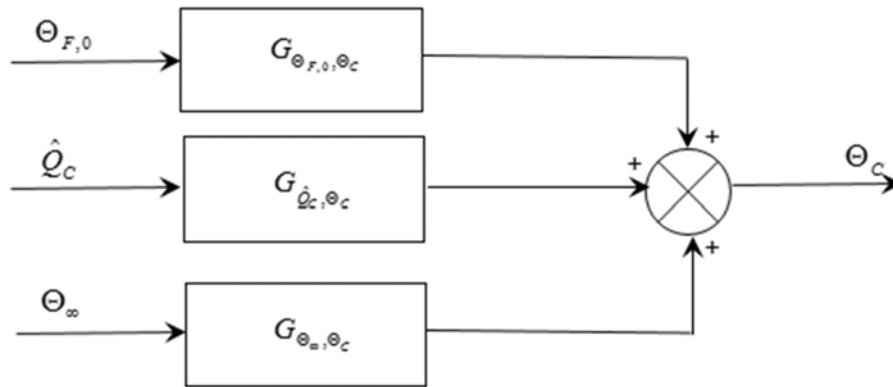 Θ_{F,0}
G_{Θ_{F,0},Θ_C}
+
Q̂_C
G_{Q̂_C,Θ_C}
+
Θ_C
Θ_∞
G_{Θ_∞,Θ_C}
+